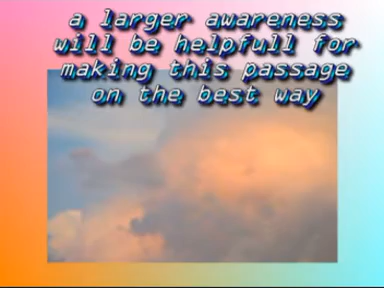 a larger awareness
will be helpfull for
making this passage
on the best way